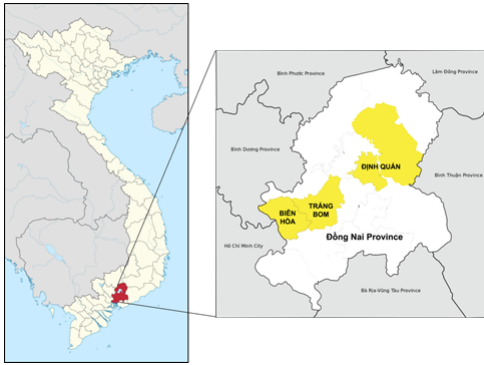 Bình Phước Province
Lâm Đồng Province
Bình Dương Province
ĐỊNH QUÁN
Bình Thuận Province
TRẢNG
BOM
BIÊN
HÒA
Đồng Nai Province
Hồ Chí Minh City
Bà Rịa-Vũng Tàu Province